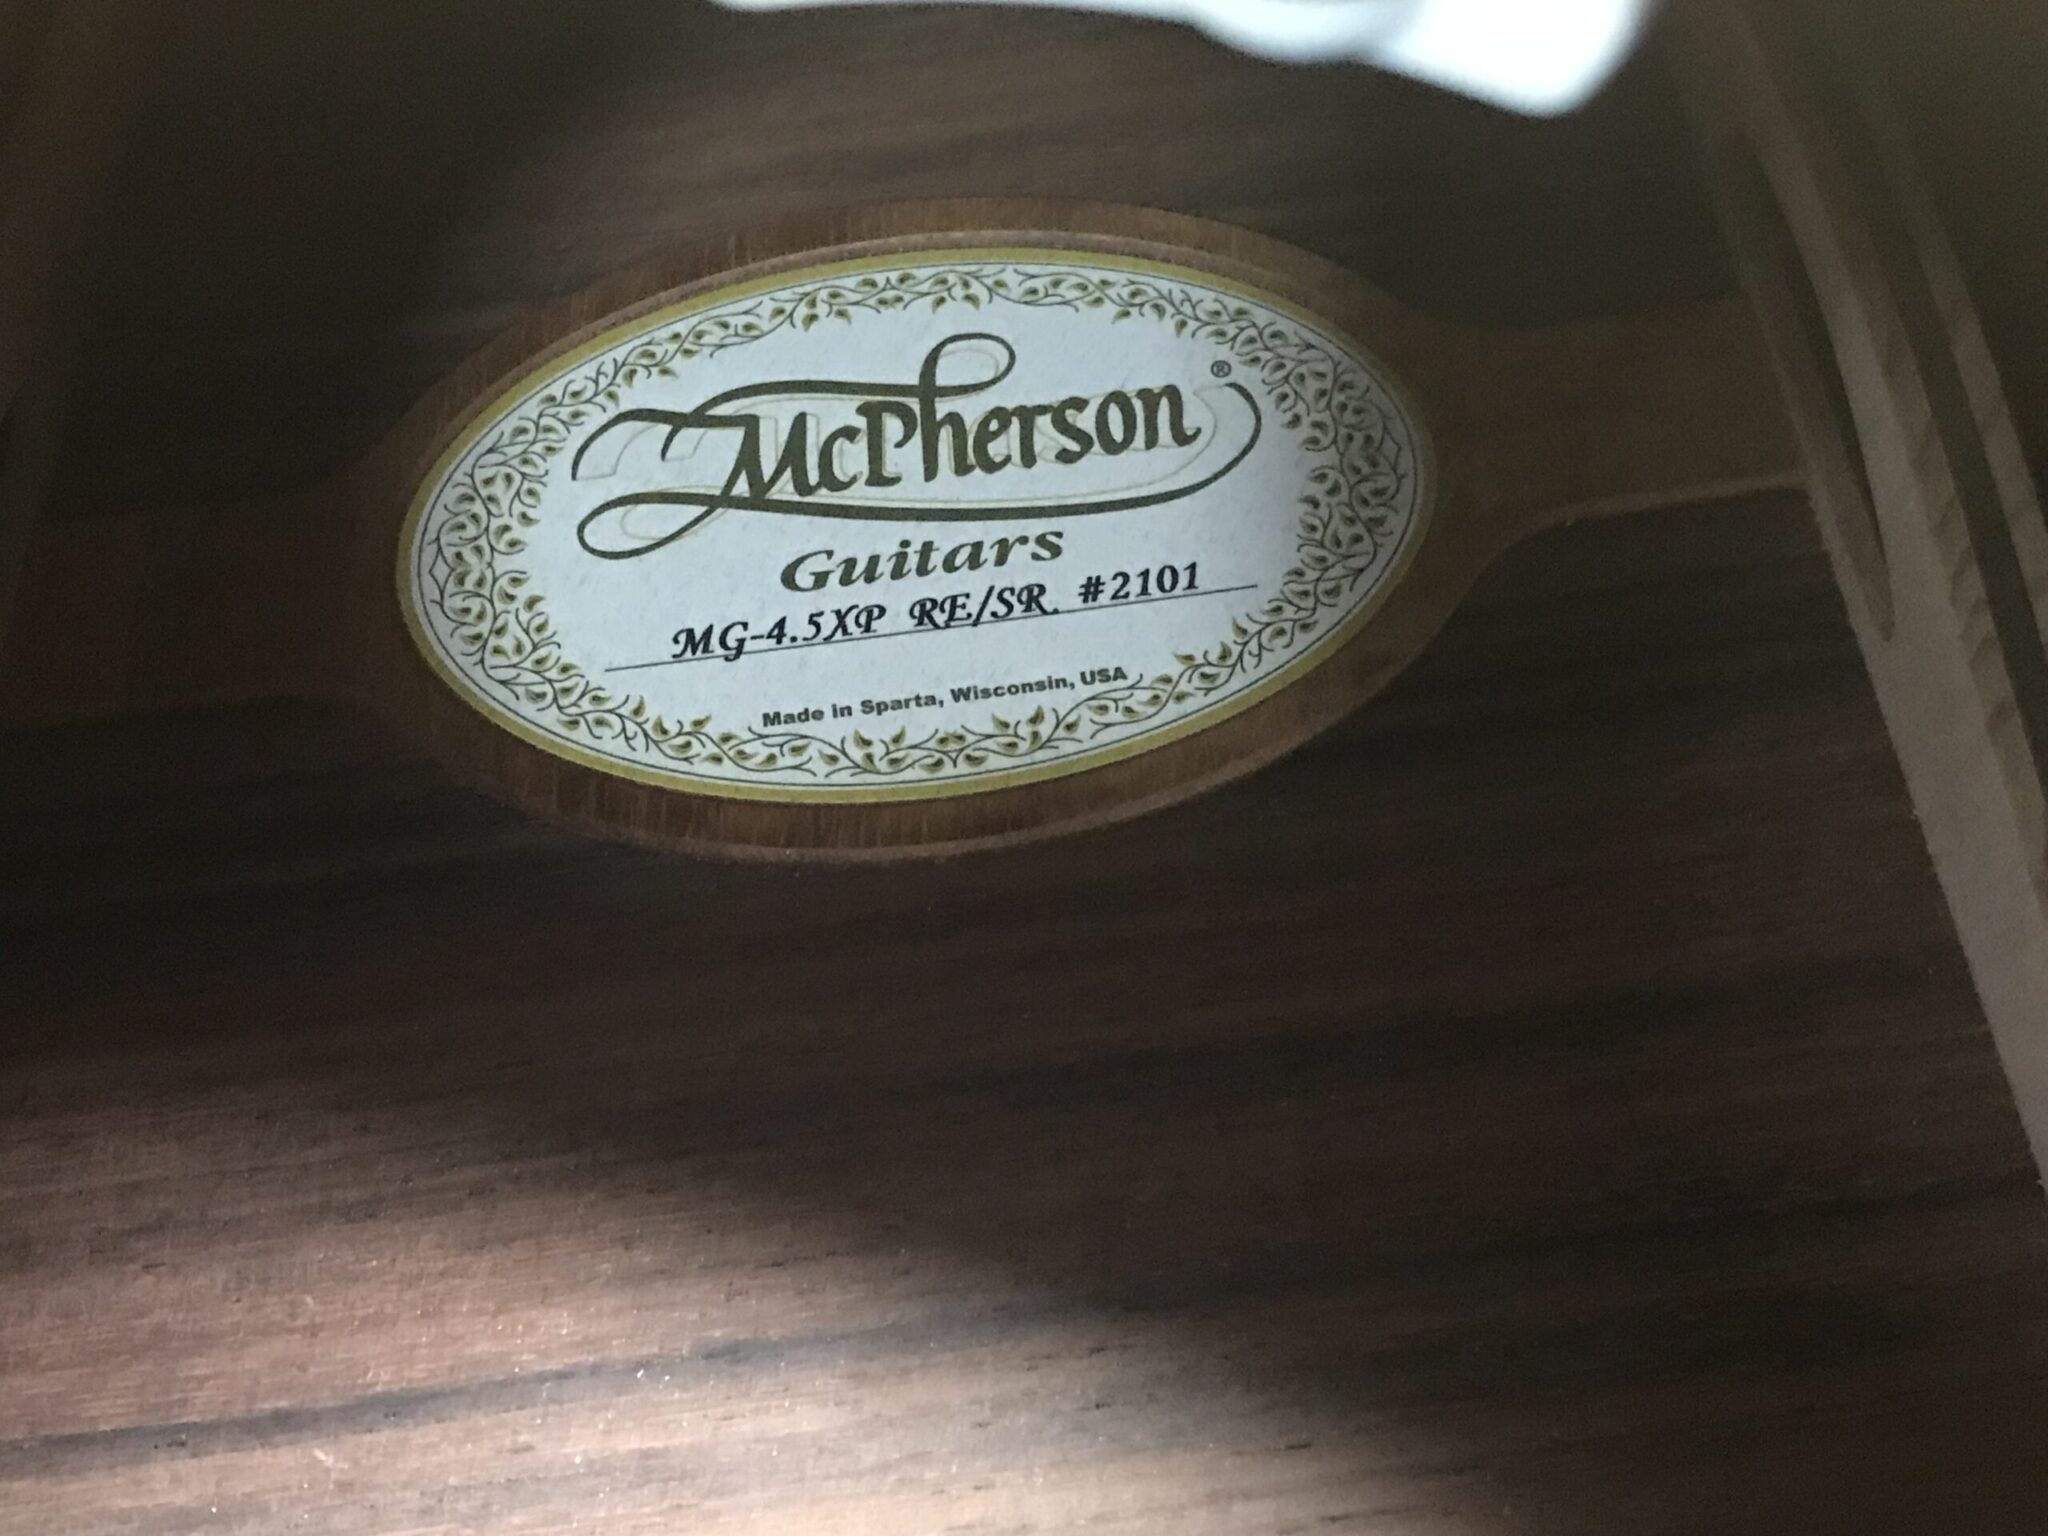 McPherson®
Guitars
MG-4.5XP RE/SR #2101
Made in Sparta, Wisconsin, USA